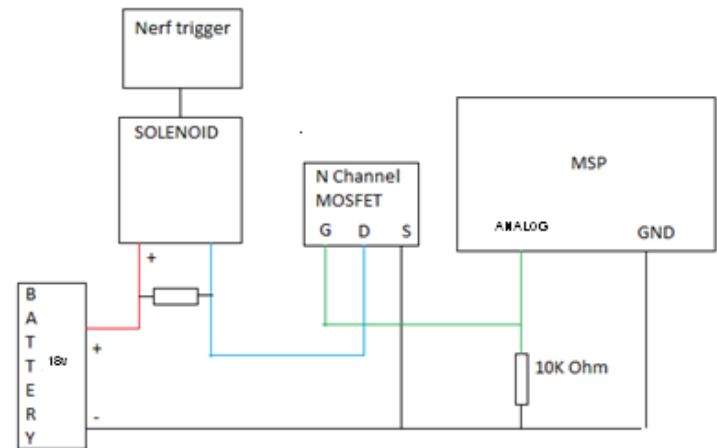 Nerf trigger
SOLENOID
+
N Channel
MOSFET
G D S
MSP
ANALOG
GND
B
A
T
T
E
R
Y
18v
+
-
10K Ohm